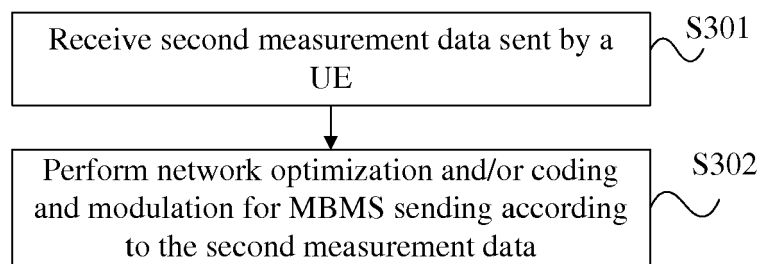 Receive second measurement data sent by a
UE
S301
Perform network optimization and/or coding
and modulation for MBMS sending according
to the second measurement data
S302